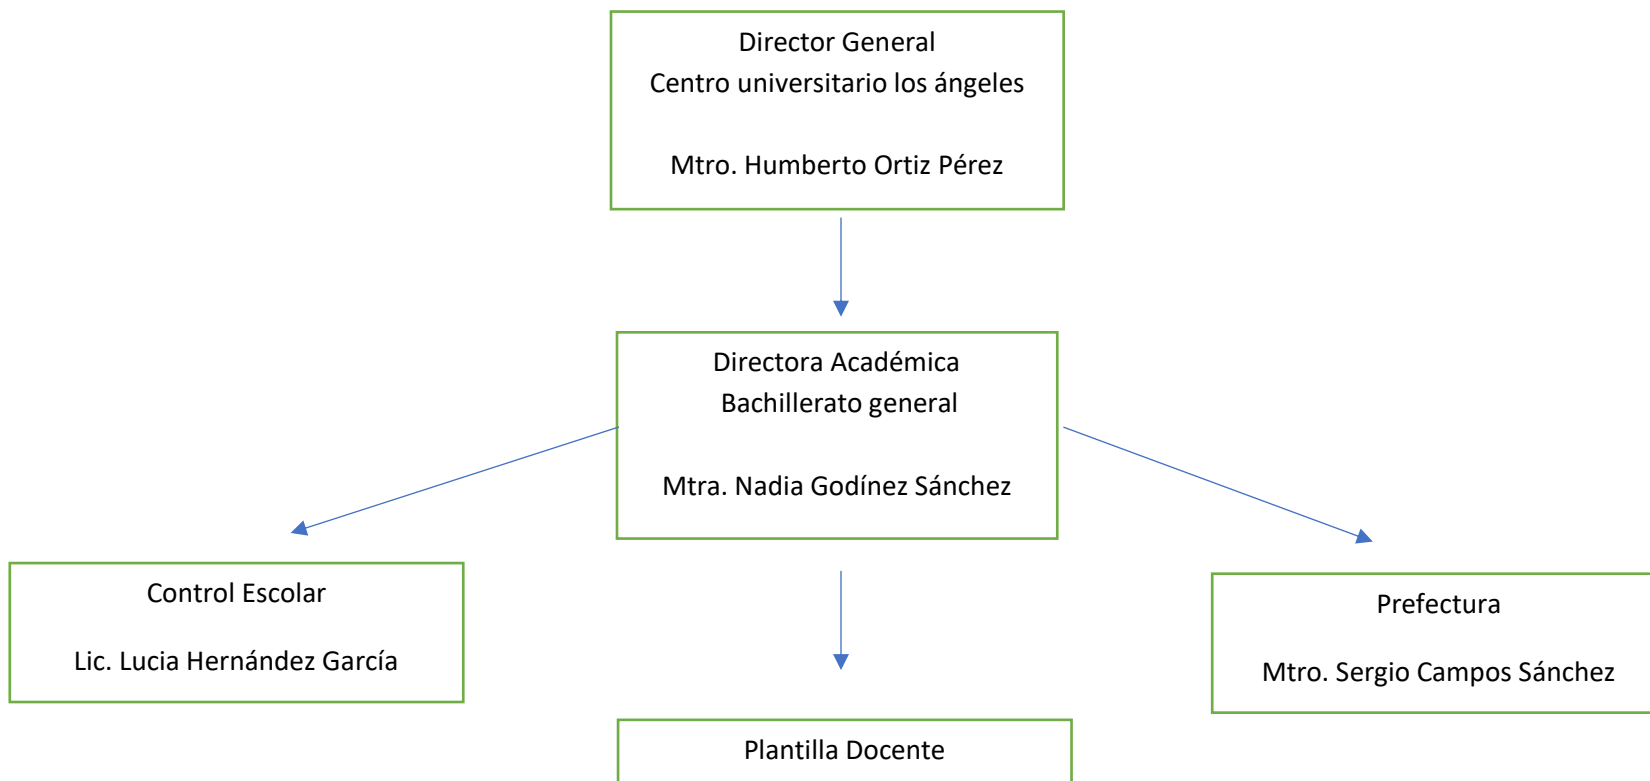 Director General
Centro universitario los ángeles
Mtro. Humberto Ortiz Pérez
Directora Académica
Bachillerato general
Mtra. Nadia Godínez Sánchez
Control Escolar
Lic. Lucia Hernández García
Prefectura
Mtro. Sergio Campos Sánchez
Plantilla Docente